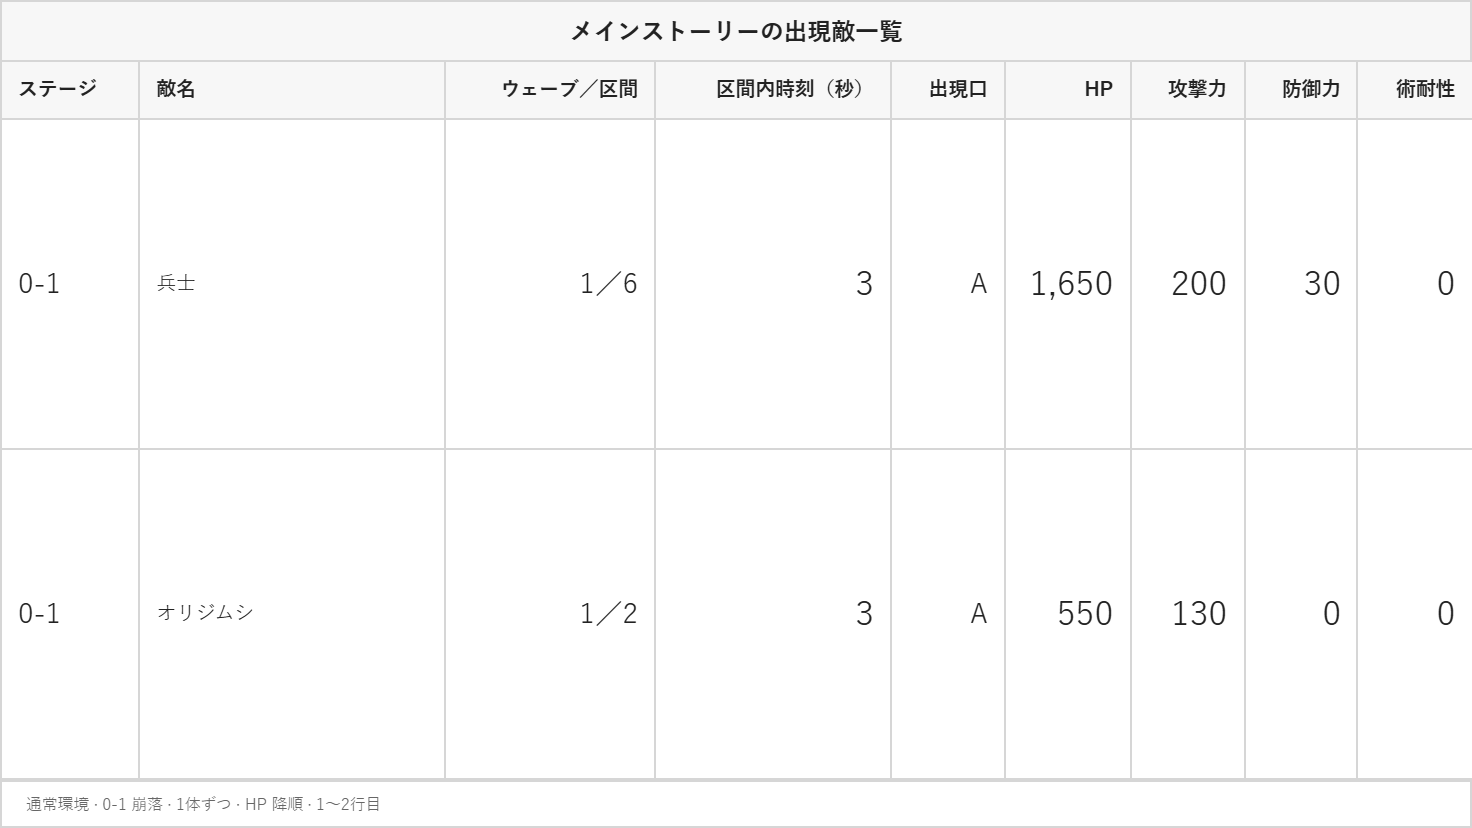 メインストーリーの出現敵一覧
ステージ 敵名 ウェーブ／区間 区間内時刻（秒） 出現口 HP 攻撃力 防御力 術耐性
0-1 兵士 1／6 3 A 1,650 200 30 0
0-1 オリジムシ 1／2 3 A 550 130 0 0
通常環境 · 0-1 崩落 · 1体ずつ · HP 降順 · 1〜2行目